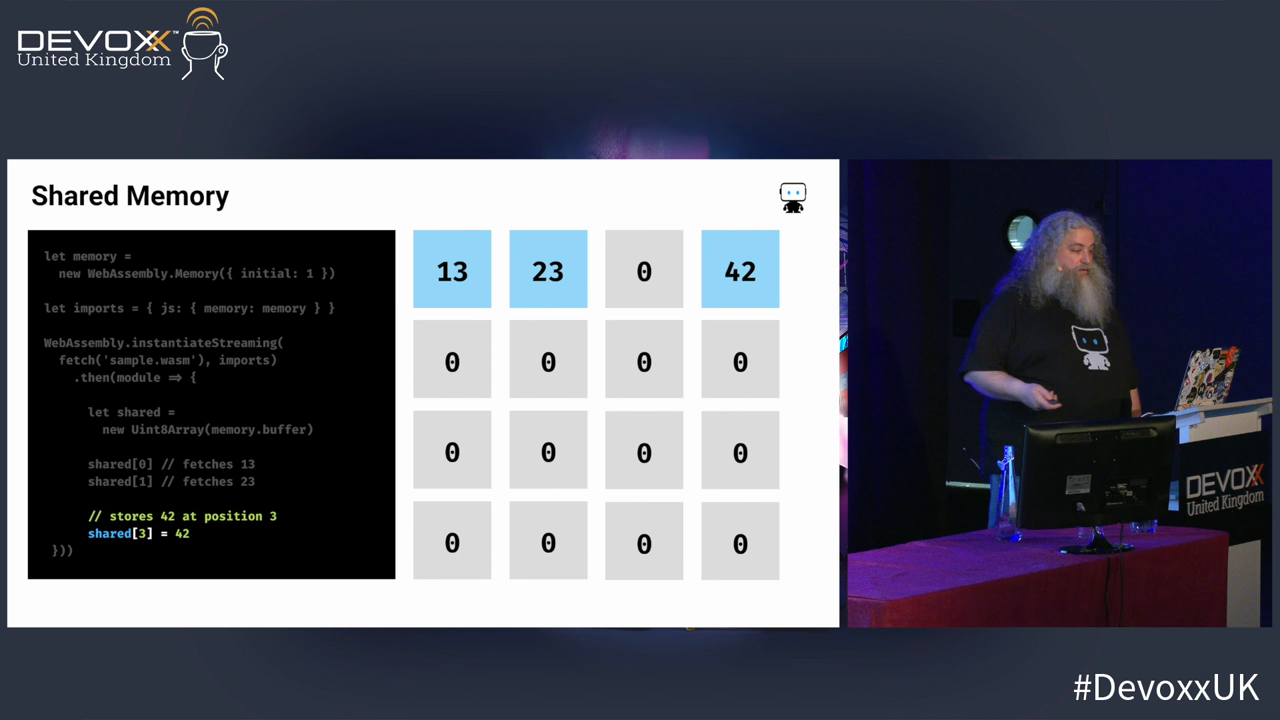 DEVOXX™
United Kingdom
Shared Memory
let memory =
new WebAssembly.Memory({ initial: 1 })
let imports = { js: { memory: memory } }
WebAssembly.instantiateStreaming(
fetch('sample.wasm'), imports)
.then(module ⇒ {
let shared =
new Uint8Array(memory.buffer)
shared[0] // fetches 13
shared[1] // fetches 23
// stores 42 at position 3
shared[3] = 42
}))
13 23 0 42
0 0 0 0
0 0 0 0
0 0 0 0
DEVOXX
United Kingdom
#DevoxxUK